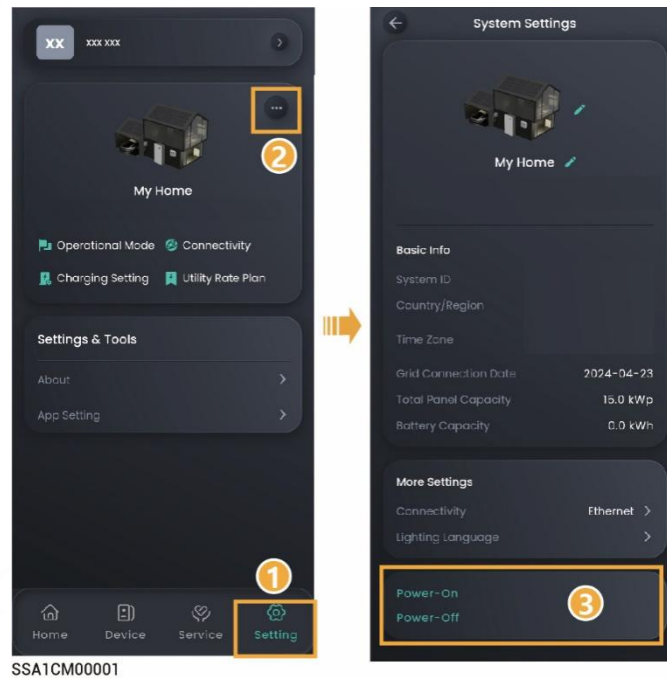 XX xxx xxx
2
My Home
Operational Mode Connectivity
Charging Setting Utility Rate Plan
Settings & Tools
About
App Setting
1
Home Device Service Setting
System Settings
My Home
Basic Info
System ID
Country/Region
Time Zone
Grid Connection Date 2024-04-23
Total Panel Capacity 15.0 kWp
Battery Capacity 0.0 kWh
More Settings
Connectivity Ethernet
Lighting Language
Power-On
3
Power-Off
SSA1CM00001